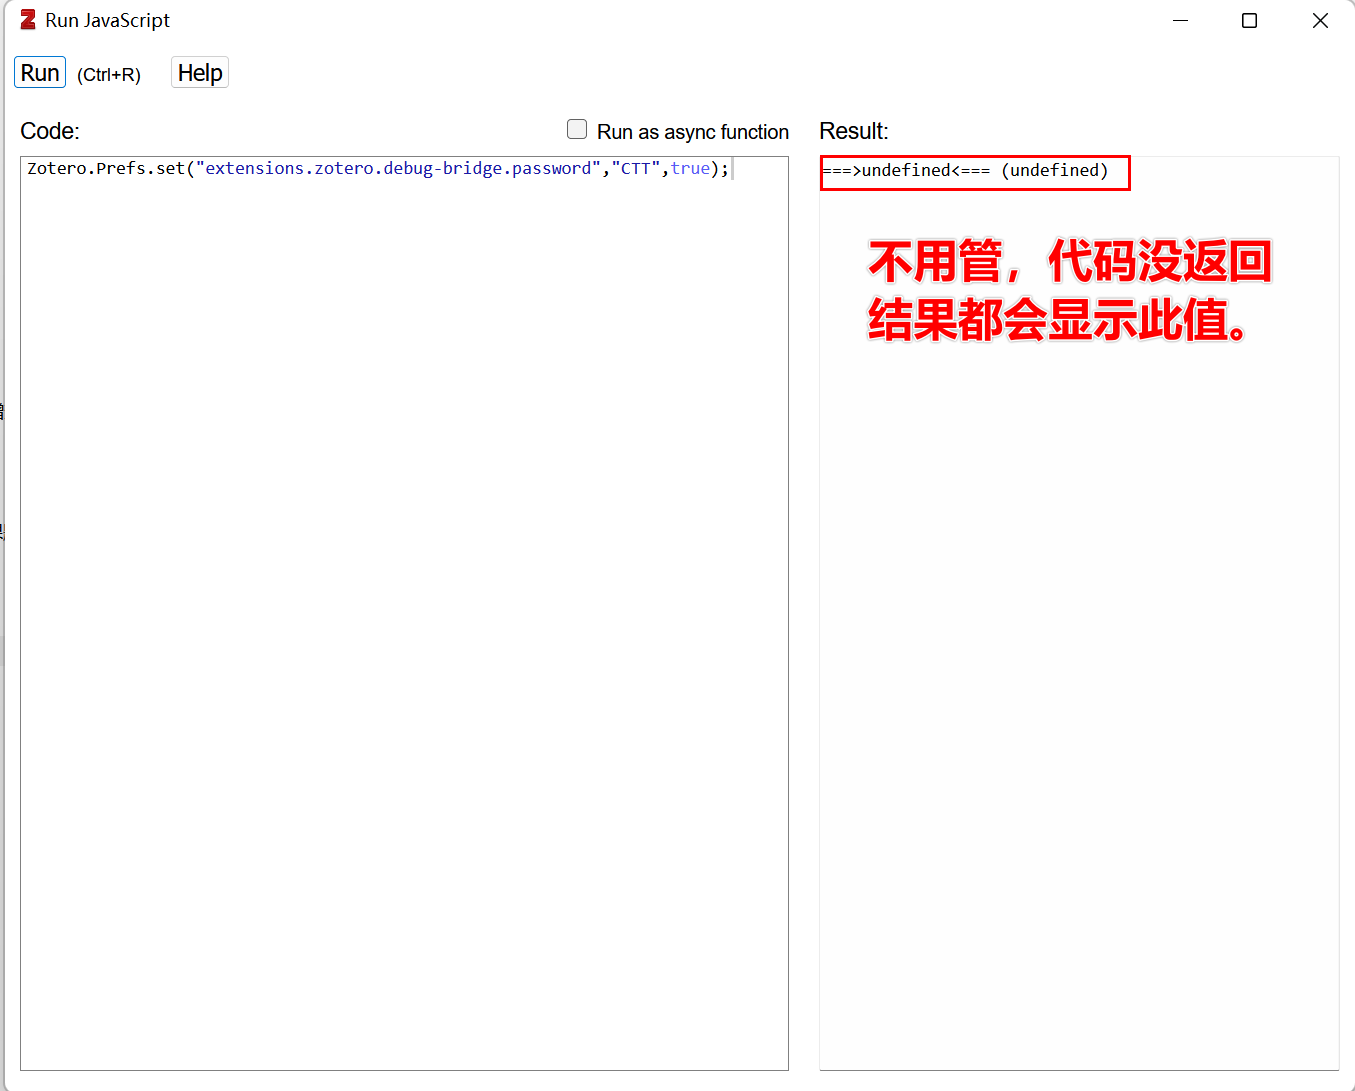 Run JavaScript
Run (Ctrl+R) Help
Code:
Run as async function
Result:
Zotero.Prefs.set("extensions.zotero.debug-bridge.password","CTT",true);
===>undefined<=== (undefined)
不用管，代码没返回
结果都会显示此值。